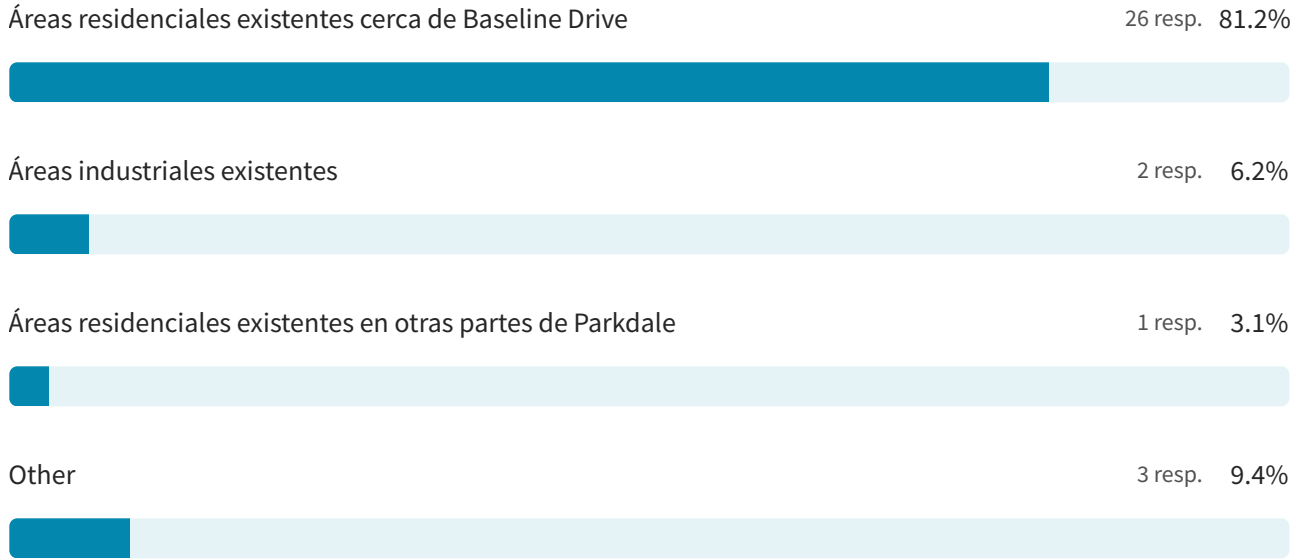 Áreas residenciales existentes cerca de Baseline Drive 26 resp. 81.2%
Áreas industriales existentes 2 resp. 6.2%
Áreas residenciales existentes en otras partes de Parkdale 1 resp. 3.1%
Other 3 resp. 9.4%